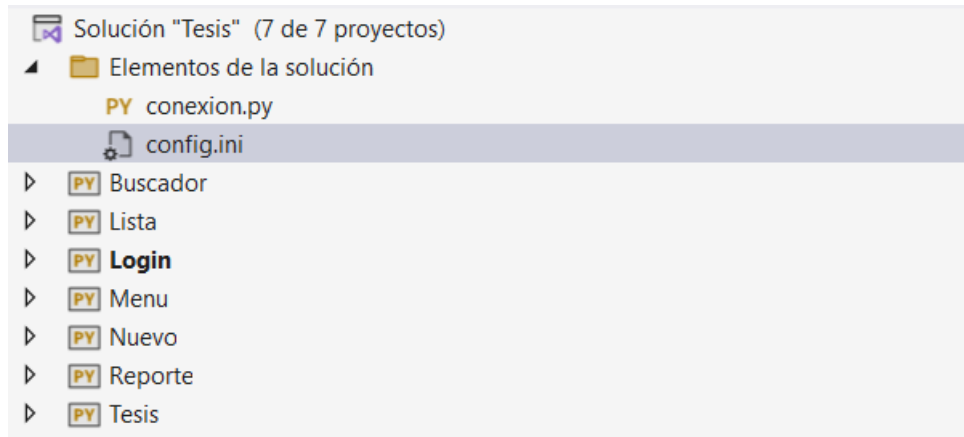 Solución "Tesis" (7 de 7 proyectos)
Elementos de la solución
PY conexion.py
config.ini
PY Buscador
PY Lista
PY Login
PY Menu
PY Nuevo
PY Reporte
PY Tesis